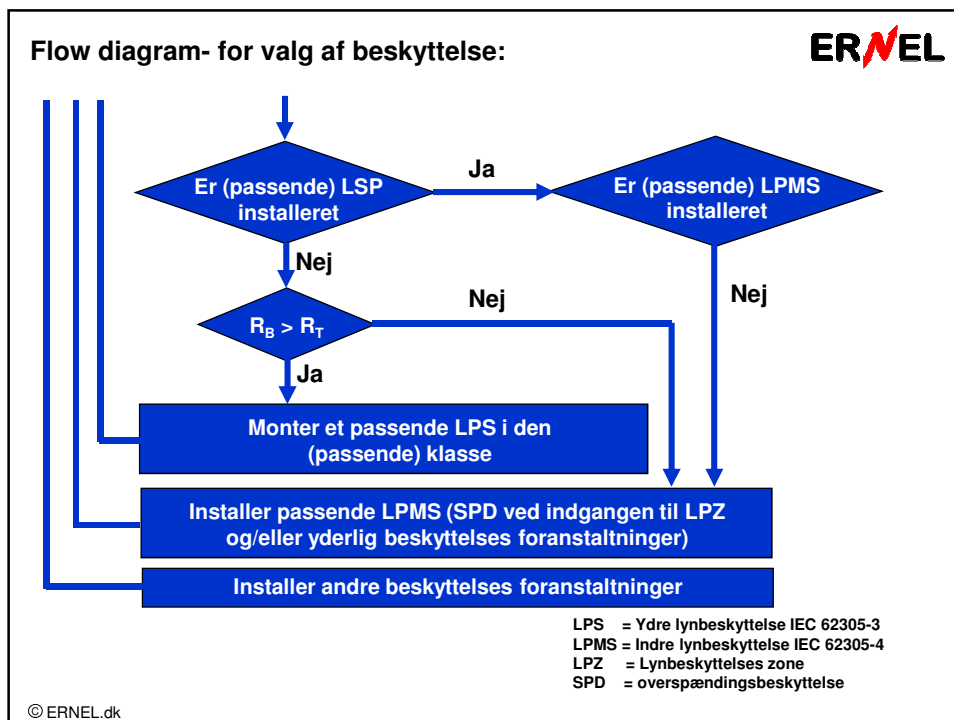 Flow diagram- for valg af beskyttelse:
ERNEL
Er (passende) LSP
installeret
Ja
Er (passende) LPMS
installeret
Nej
Nej
Nej
R_B > R_T
Ja
Monter et passende LPS i den
(passende) klasse
Installer passende LPMS (SPD ved indgangen til LPZ
og/eller yderlig beskyttelses foranstaltninger)
Installer andre beskyttelses foranstaltninger
LPS = Ydre lynbeskyttelse IEC 62305-3
LPMS = Indre lynbeskyttelse IEC 62305-4
LPZ = Lynbeskyttelses zone
SPD = overspændingsbeskyttelse
© ERNEL.dk